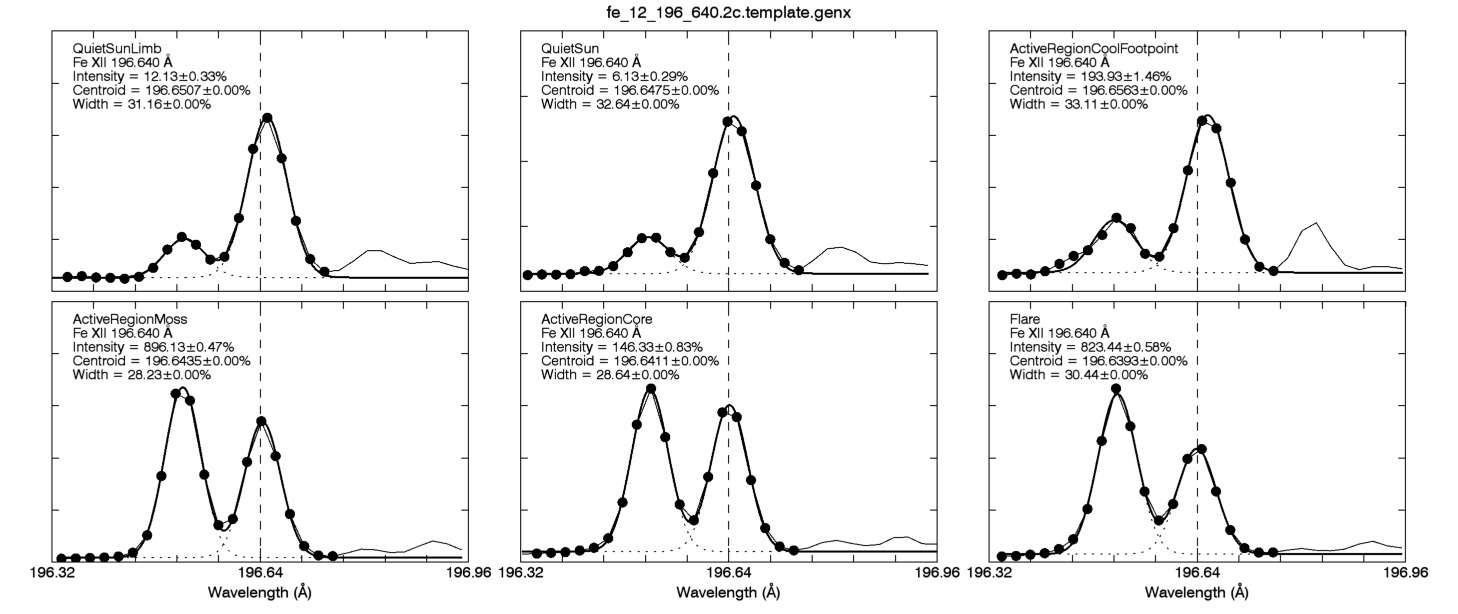 fe_12_196_640.2c.template.genx
QuietSunLimb
Fe XII 196.640 Å
Intensity = 12.13±0.33%
Centroid = 196.6507±0.00%
Width = 31.16±0.00%
QuietSun
Fe XII 196.640 Å
Intensity = 6.13±0.29%
Centroid = 196.6475±0.00%
Width = 32.64±0.00%
ActiveRegionCoolFootpoint
Fe XII 196.640 Å
Intensity = 193.93±1.46%
Centroid = 196.6563±0.00%
Width = 33.11±0.00%
ActiveRegionMoss
Fe XII 196.640 Å
Intensity = 896.13±0.47%
Centroid = 196.6435±0.00%
Width = 28.23±0.00%
ActiveRegionCore
Fe XII 196.640 Å
Intensity = 146.33±0.83%
Centroid = 196.6411±0.00%
Width = 28.64±0.00%
Flare
Fe XII 196.640 Å
Intensity = 823.44±0.58%
Centroid = 196.6393±0.00%
Width = 30.44±0.00%
196.32 196.64 196.96 196.32 196.64 196.96 196.32 196.64 196.96
Wavelength (Å) Wavelength (Å) Wavelength (Å)